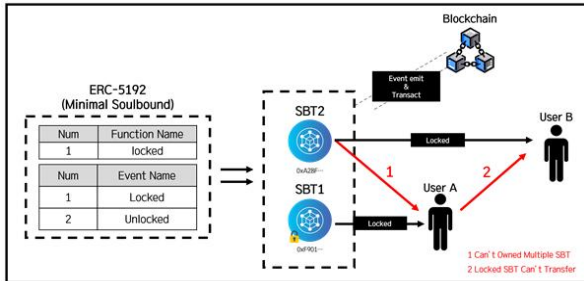 Blockchain
Event emit
&
Transact
ERC-5192
(Minimal Soulbound)
Num Function Name
1 locked
Num Event Name
1 Locked
2 Unlocked
SBT2
0xA2BF...
SBT1
0xF901...
Locked
User B
1
2
User A
Locked
1 Can't Owned Multiple SBT
2 Locked SBT Can't Transfer